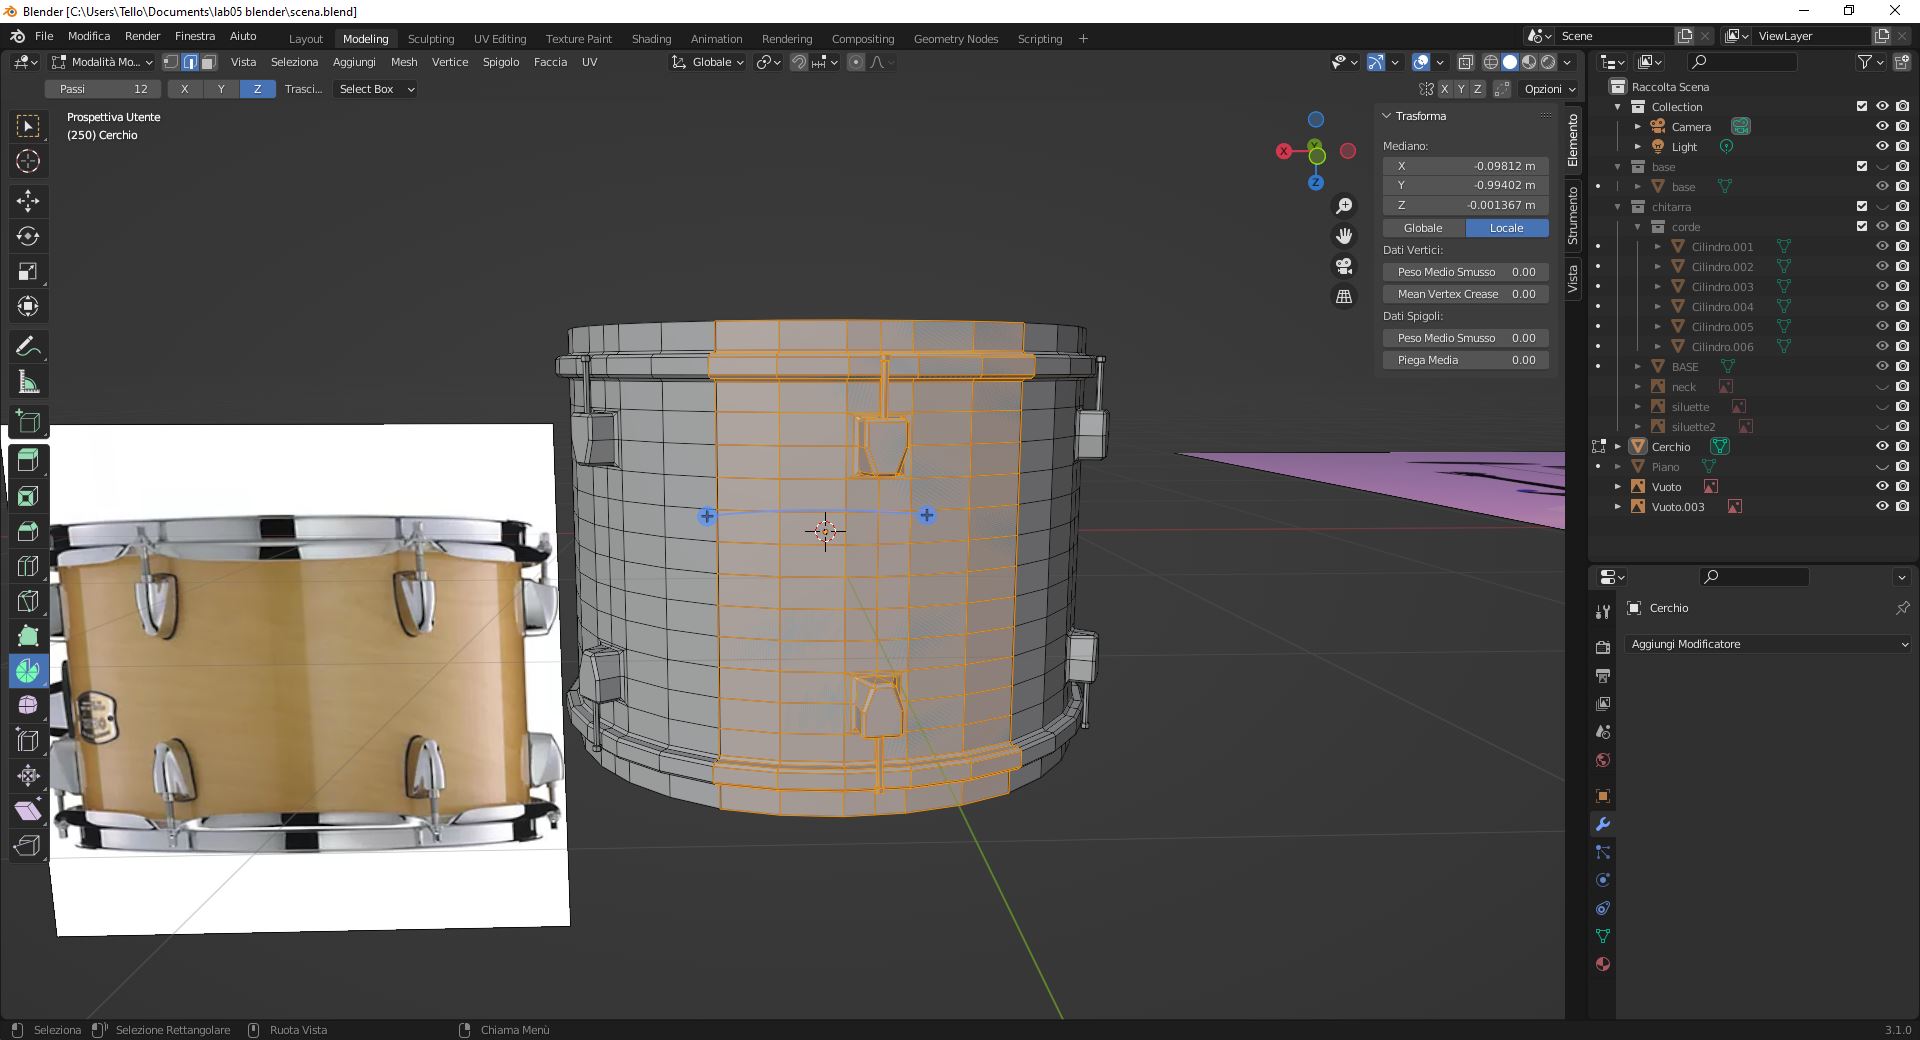 Blender [C:\Users\Tello\Documents\lab05 blender\scena.blend]
File Modifica Render Finestra Aiuto Layout Modeling Sculpting UV Editing Texture Paint Shading Animation Rendering Compositing Geometry Nodes Scripting + Scene ViewLayer
Modalità Mo... Vista Seleziona Aggiungi Mesh Vertice Spigolo Faccia UV Globale
Passi 12 X Y Z Trasci... Select Box X Y Z Opzioni
Prospettiva Utente
(250) Cerchio
X
Y
Z
Trasforma
Mediano:
X -0.09812 m
Y -0.99402 m
Z -0.001367 m
Globale Locale
Dati Vertici:
Peso Medio Smusso 0.00
Mean Vertex Crease 0.00
Dati Spigoli:
Peso Medio Smusso 0.00
Piega Media 0.00
Elemento
Strumento
Vista
Raccolta Scena
Collection
Camera
Light
base
base
chitarra
corde
Cilindro.001
Cilindro.002
Cilindro.003
Cilindro.004
Cilindro.005
Cilindro.006
BASE
neck
siluette
siluette2
Cerchio
Piano
Vuoto
Vuoto.003
Cerchio
Aggiungi Modificatore
Seleziona Selezione Rettangolare Ruota Vista Chiama Menù 3.1.0